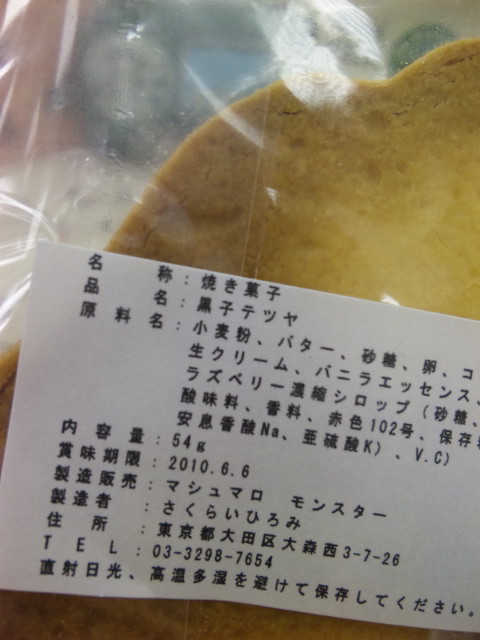 名 称：焼き菓子
品 名：黒子テツヤ
原 料 名：小麦粉、バター、砂糖、卵、コ
生クリーム、バニラエッセンス、
ラズベリー濃縮シロップ（砂糖、
酸味料、香料、赤色102号、保存料
安息香酸Na、亜硫酸K）、V.C)
内 容 量：54g
賞味期限：2010.6.6
製造販売：マシュマロ モンスター
製造者：さくらいひろみ
住 所：東京都大田区大森西3-7-26
T E L：03-3298-7654
直射日光、高温多湿を避けて保存してください。